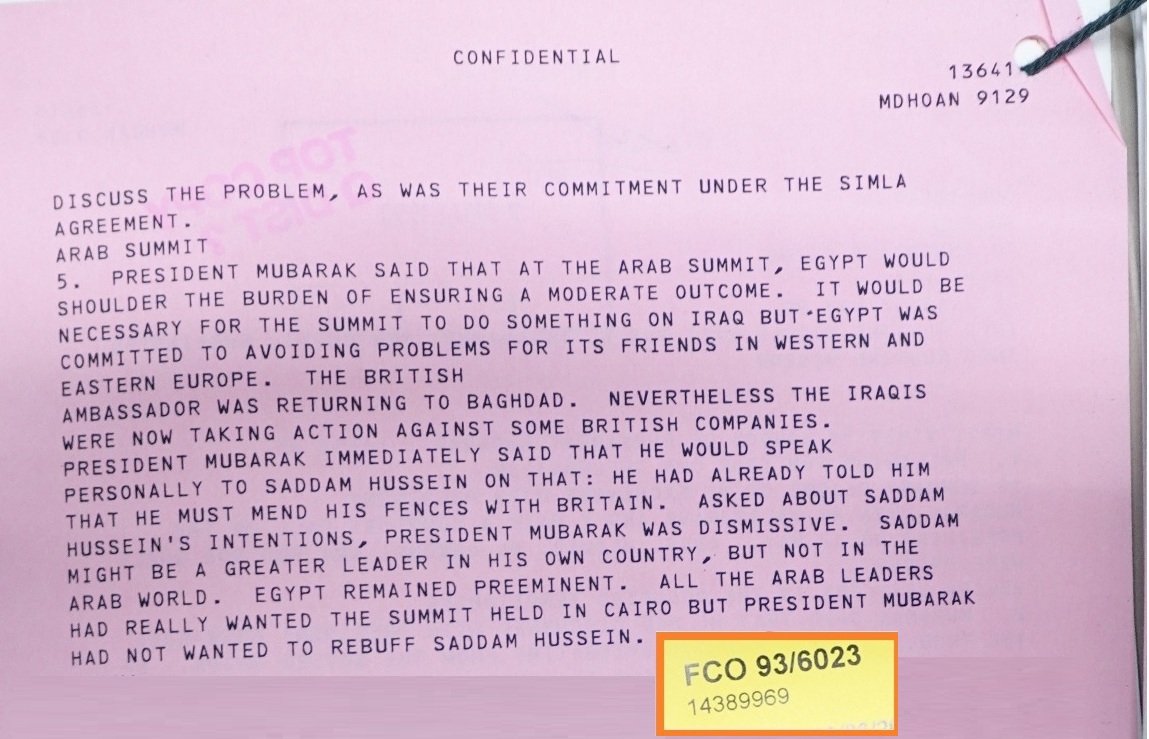 CONFIDENTIAL
13641
MDHOAN 9129
DISCUSS THE PROBLEM, AS WAS THEIR COMMITMENT UNDER THE SIMLA
AGREEMENT.
ARAB SUMMIT
5. PRESIDENT MUBARAK SAID THAT AT THE ARAB SUMMIT, EGYPT WOULD
SHOULDER THE BURDEN OF ENSURING A MODERATE OUTCOME. IT WOULD BE
NECESSARY FOR THE SUMMIT TO DO SOMETHING ON IRAQ BUT EGYPT WAS
COMMITTED TO AVOIDING PROBLEMS FOR ITS FRIENDS IN WESTERN AND
EASTERN EUROPE. THE BRITISH
AMBASSADOR WAS RETURNING TO BAGHDAD. NEVERTHELESS THE IRAQIS
WERE NOW TAKING ACTION AGAINST SOME BRITISH COMPANIES.
PRESIDENT MUBARAK IMMEDIATELY SAID THAT HE WOULD SPEAK
PERSONALLY TO SADDAM HUSSEIN ON THAT: HE HAD ALREADY TOLD HIM
THAT HE MUST MEND HIS FENCES WITH BRITAIN. ASKED ABOUT SADDAM
HUSSEIN'S INTENTIONS, PRESIDENT MUBARAK WAS DISMISSIVE. SADDAM
MIGHT BE A GREATER LEADER IN HIS OWN COUNTRY, BUT NOT IN THE
ARAB WORLD. EGYPT REMAINED PREEMINENT. ALL THE ARAB LEADERS
HAD REALLY WANTED THE SUMMIT HELD IN CAIRO BUT PRESIDENT MUBARAK
HAD NOT WANTED TO REBUFF SADDAM HUSSEIN.
FCO 93/6023
14389969